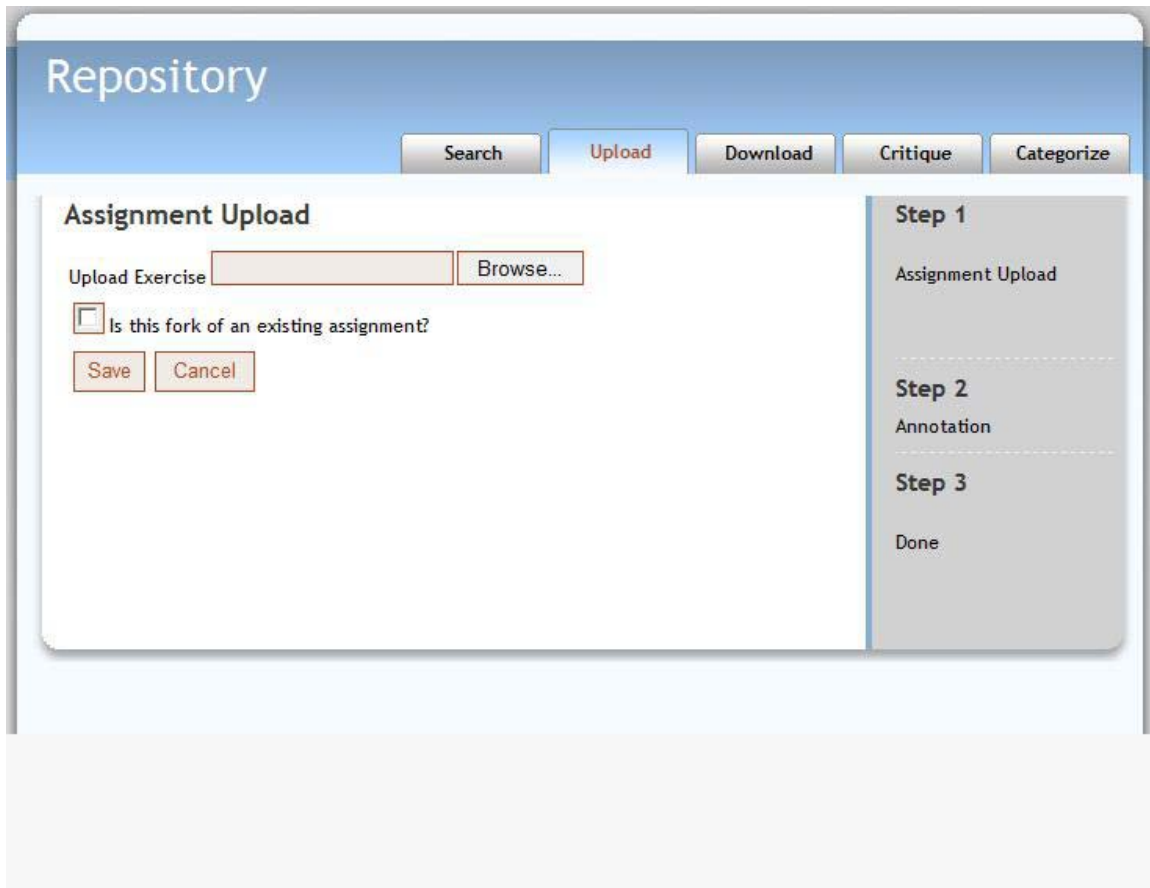 Repository
Search Upload Download Critique Categorize
Assignment Upload
Upload Exercise Browse...
Is this fork of an existing assignment?
Save Cancel
Step 1
Assignment Upload
Step 2
Annotation
Step 3
Done